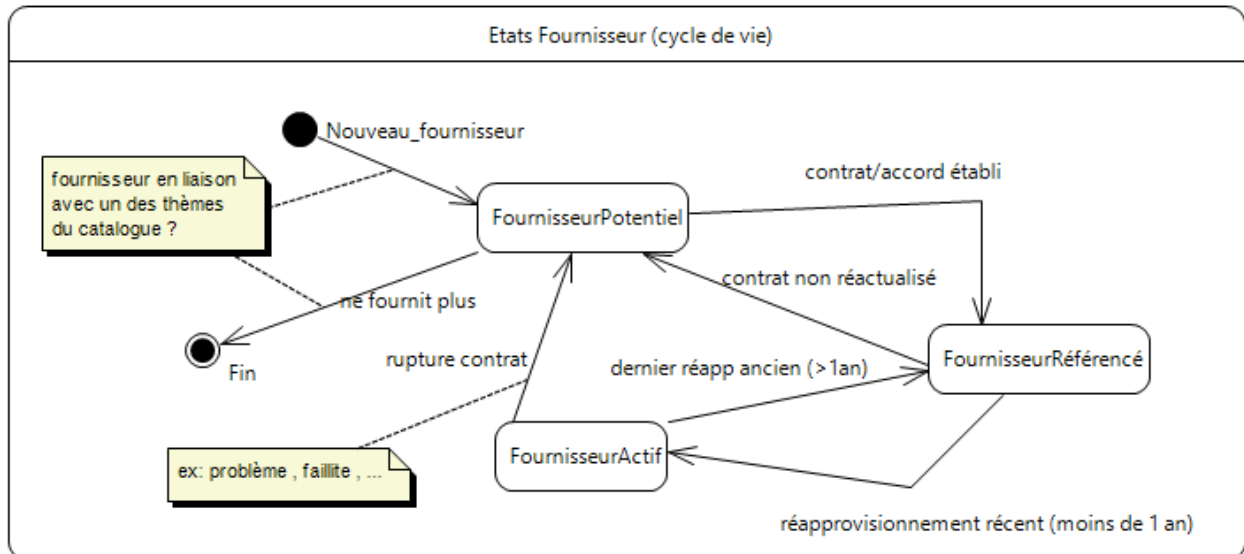 Etats Fournisseur (cycle de vie)
Nouveau_fournisseur
fournisseur en liaison
avec un des thèmes
du catalogue ?
contrat/accord établi
FournisseurPotentiel
contrat non réactualisé
ne fournit plus
Fin
rupture contrat
dernier réapp ancien (>1an)
FournisseurRéférencé
FournisseurActif
ex: problème , faillite , ...
réapprovisionnement récent (moins de 1 an)